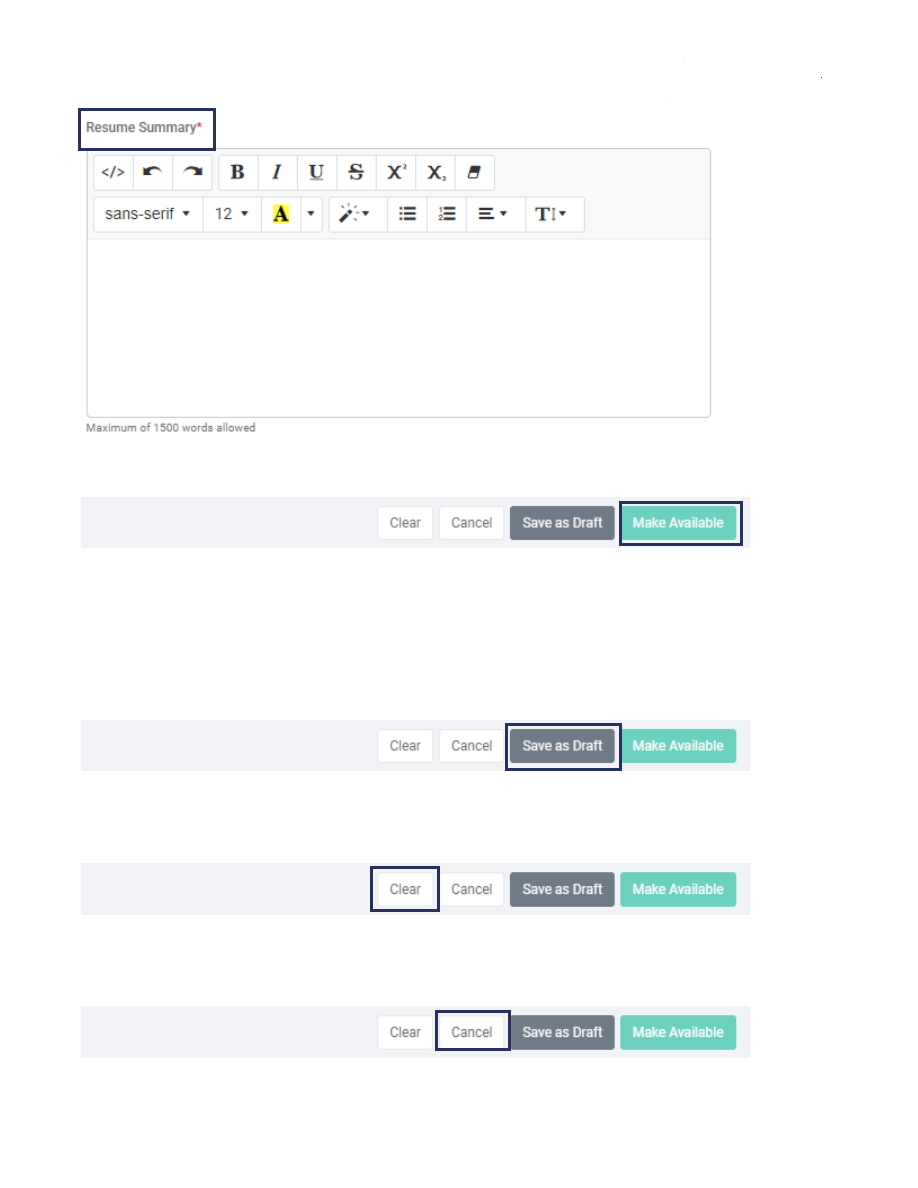 Resume Summary*
</> B I U S X² X₂
sans-serif 12 A T
Maximum of 1500 words allowed
Clear Cancel Save as Draft Make Available
Clear Cancel Save as Draft Make Available
Clear Cancel Save as Draft Make Available
Clear Cancel Save as Draft Make Available